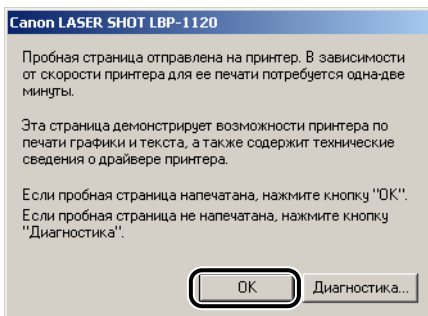 Canon LASER SHOT LBP-1120
Пробная страница отправлена на принтер. В зависимости
от скорости принтера для ее печати потребуется одна-две
минуты.
Эта страница демонстрирует возможности принтера по
печати графики и текста, а также содержит технические
сведения о драйвере принтера.
Если пробная страница напечатана, нажмите кнопку "ОК".
Если пробная страница не напечатана, нажмите кнопку
"Диагностика".
ОК
Диагностика...